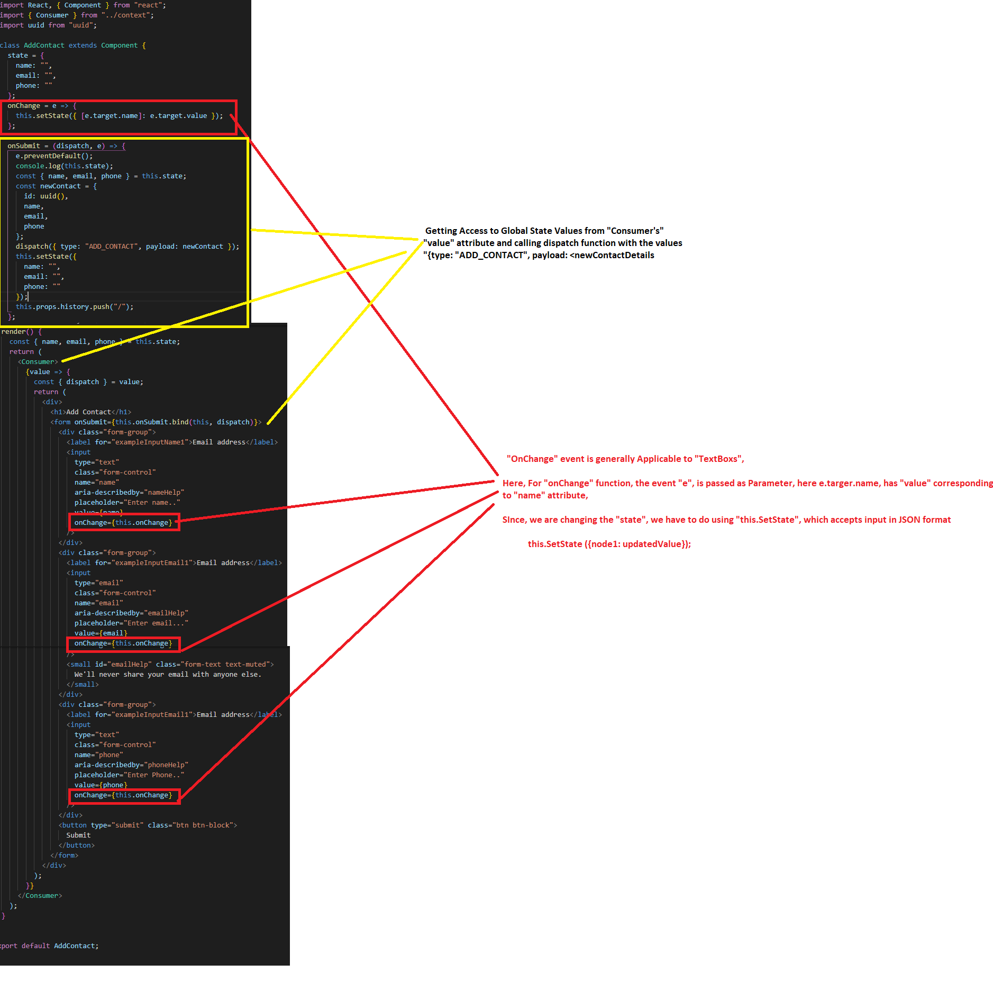 import React, { Component } from "react";
import { Consumer } from "../context";
import uuid from "uuid";
class AddContact extends Component {
state = {
name: "",
email: "",
phone: ""
};
onChange = e => {
this.setState({ [e.target.name]: e.target.value });
};
onSubmit = (dispatch, e) => {
e.preventDefault();
console.log(this.state);
const { name, email, phone } = this.state;
const newContact = {
id: uuid(),
name,
email,
phone
};
dispatch({ type: "ADD_CONTACT", payload: newContact });
this.setState({
name: "",
email: "",
phone: ""
});
this.props.history.push("/");
};
render() {
const { name, email, phone } = this.state;
return (
<Consumer>
{value => {
const { dispatch } = value;
return (
<div>
<h1>Add Contact</h1>
<form onSubmit={this.onSubmit.bind(this, dispatch)}>
<div class="form-group">
<label for="exampleInputName1">Email address</label>
<input
type="text"
class="form-control"
name="name"
aria-describedby="nameHelp"
placeholder="Enter name.."
value={name}
onChange={this.onChange}
/>
</div>
<div class="form-group">
<label for="exampleInputEmail1">Email address</label>
<input
type="email"
class="form-control"
name="email"
aria-describedby="emailHelp"
placeholder="Enter email..."
value={email}
onChange={this.onChange}
/>
<small id="emailHelp" class="form-text text-muted">
We'll never share your email with anyone else.
</small>
</div>
<div class="form-group">
<label for="exampleInputEmail1">Email address</label>
<input
type="text"
class="form-control"
name="phone"
aria-describedby="phoneHelp"
placeholder="Enter Phone.."
value={phone}
onChange={this.onChange}
/>
</div>
<button type="submit" class="btn btn-block">
Submit
</button>
</form>
</div>
);
}}
</Consumer>
);
}
port default AddContact;
Getting Access to Global State Values from "Consumer's"
"value" attribute and calling dispatch function with the values
"{type: "ADD_CONTACT", payload: <newContactDetails
"OnChange" event is generally Applicable to "TextBoxs",
Here, For "onChange" function, the event "e", is passed as Parameter, here e.targer.name, has "value" corresponding
to "name" attribute,
SInce, we are changing the "state", we have to do using "this.SetState", which accepts input in JSON format
this.SetState ({node1: updatedValue});